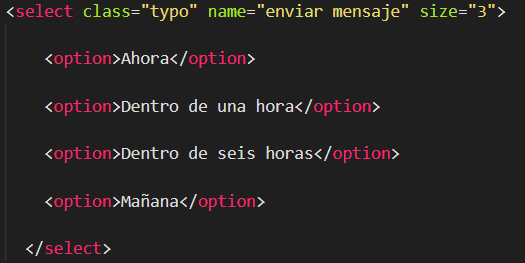 <select class="typo" name="enviar mensaje" size="3">
<option>Ahora</option>
<option>Dentro de una hora</option>
<option>Dentro de seis horas</option>
<option>Mañana</option>
</select>